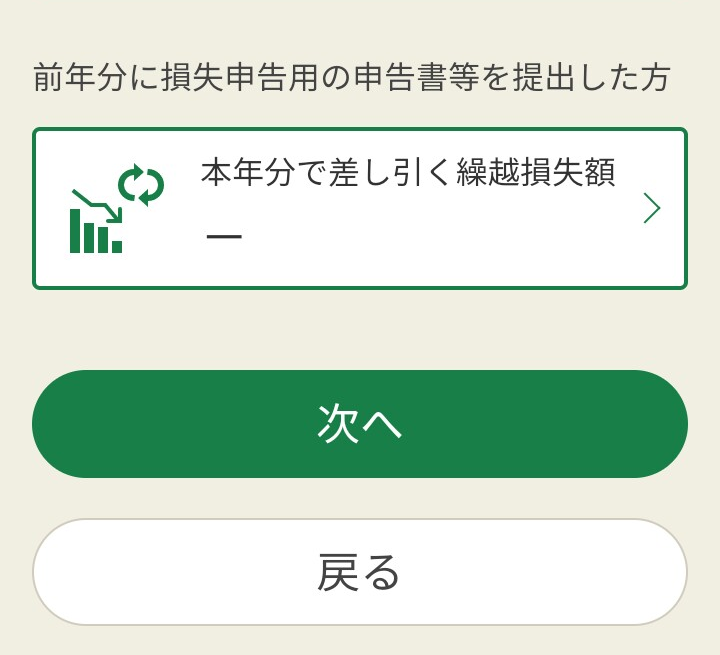 前年分に損失申告用の申告書等を提出した方
本年分で差し引く繰越損失額
―
次へ
戻る